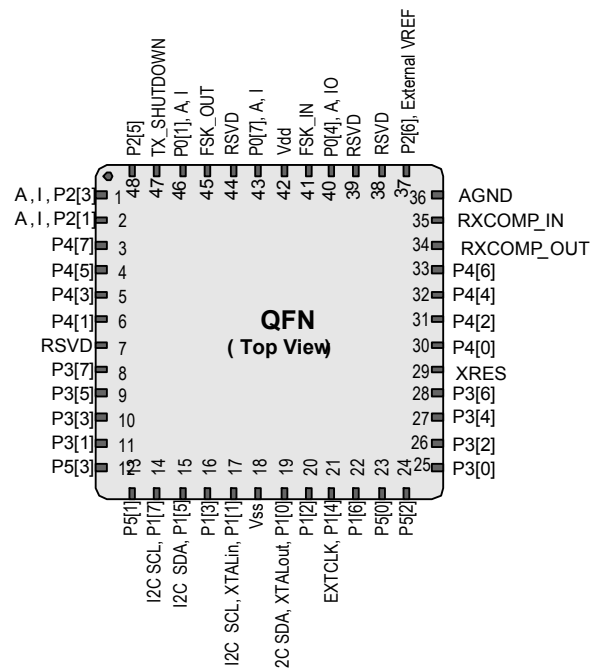 P2[5]
TX_SHUTDOWN
P0[1], A, I
FSK_OUT
RSVD
P0[7], A, I
Vdd
FSK_IN
P0[4], A, IO
RSVD
RSVD
P2[6], External VREF
48
47
46
45
44
43
42
41
40
39
38
37
A, I, P2[3] 1
A, I, P2[1] 2
P4[7] 3
P4[5] 4
P4[3] 5
P4[1] 6
RSVD 7
P3[7] 8
P3[5] 9
P3[3] 10
P3[1] 11
P5[3] 12
QFN
( Top View)
36 AGND
35 RXCOMP_IN
34 RXCOMP_OUT
33 P4[6]
32 P4[4]
31 P4[2]
30 P4[0]
29 XRES
28 P3[6]
27 P3[4]
26 P3[2]
25 P3[0]
13
14
15
16
17
18
19
20
21
22
23
24
P5[1]
I2C SCL, P1[7]
I2C SDA, P1[5]
P1[3]
I2C SCL, XTALin, P1[1]
Vss
2C SDA, XTALout, P1[0]
P1[2]
EXTCLK, P1[4]
P1[6]
P5[0]
P5[2]